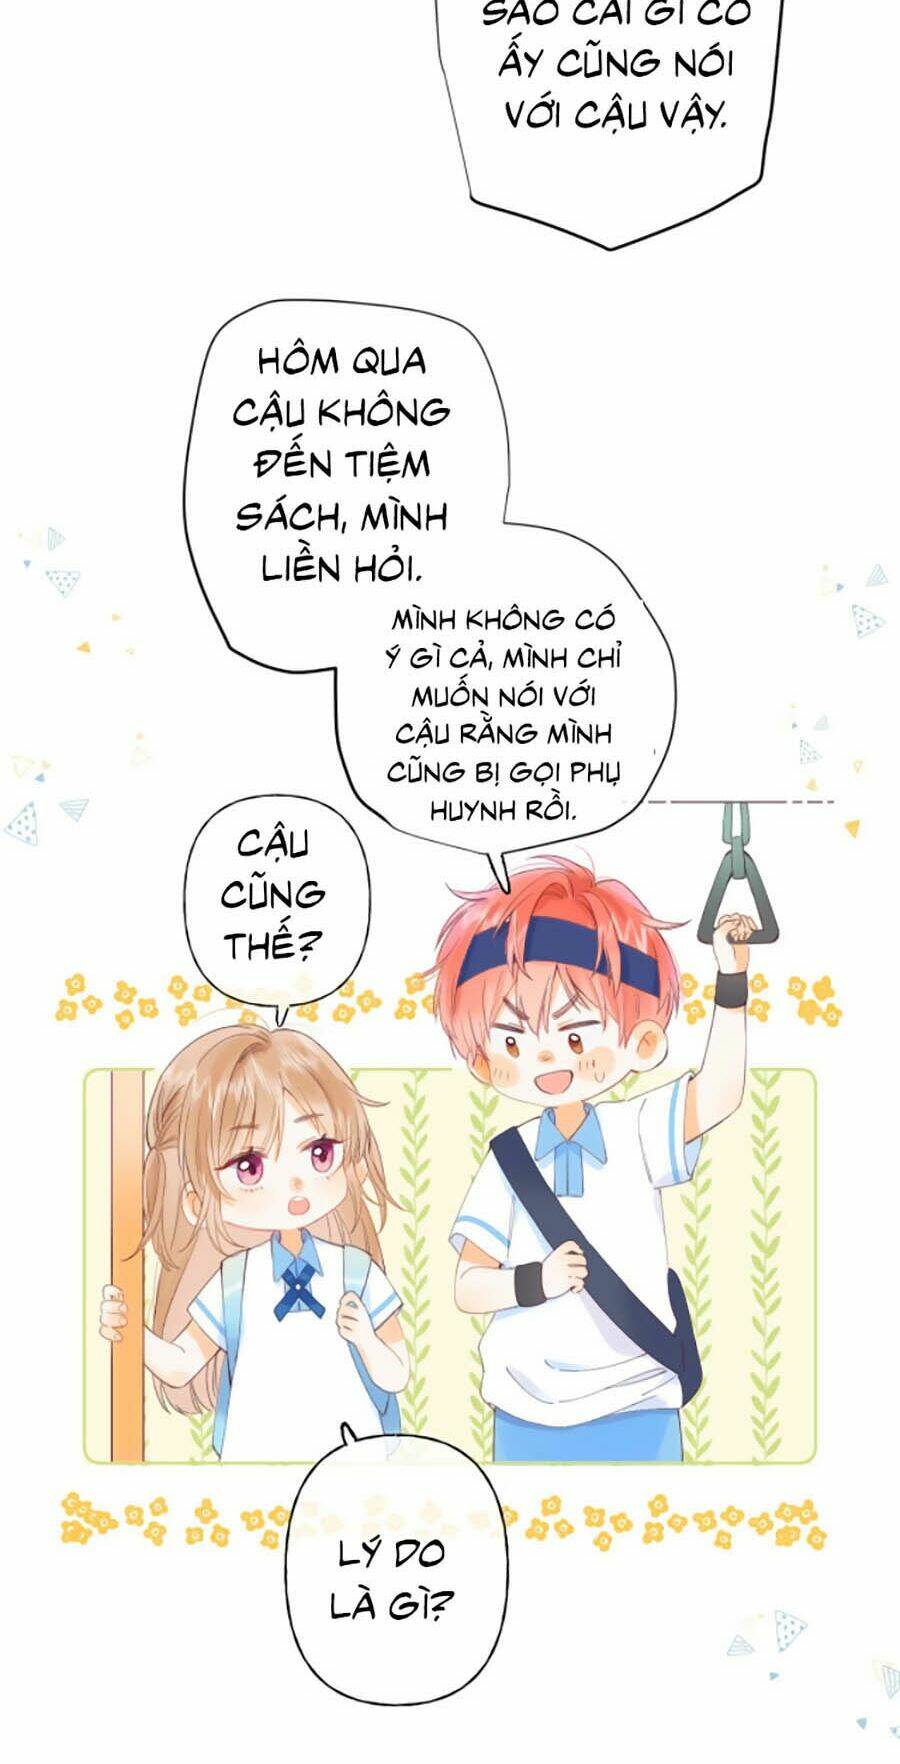 SAO CÁI GÌ CÔ
ẤY CŨNG NÓI
VỚI CẬU VẬY.
HÔM QUA
CẬU KHÔNG
ĐẾN TIỆM
SÁCH, MÌNH
LIỀN HỎI.
MÌNH KHÔNG CÓ
Ý GÌ CẢ, MÌNH CHỈ
MUỐN NÓI VỚI
CẬU RẰNG MÌNH
CŨNG BỊ GỌI PHỤ
HUYNH RỒI.
CẬU
CŨNG
THẾ?
LÝ DO
LÀ GÌ?